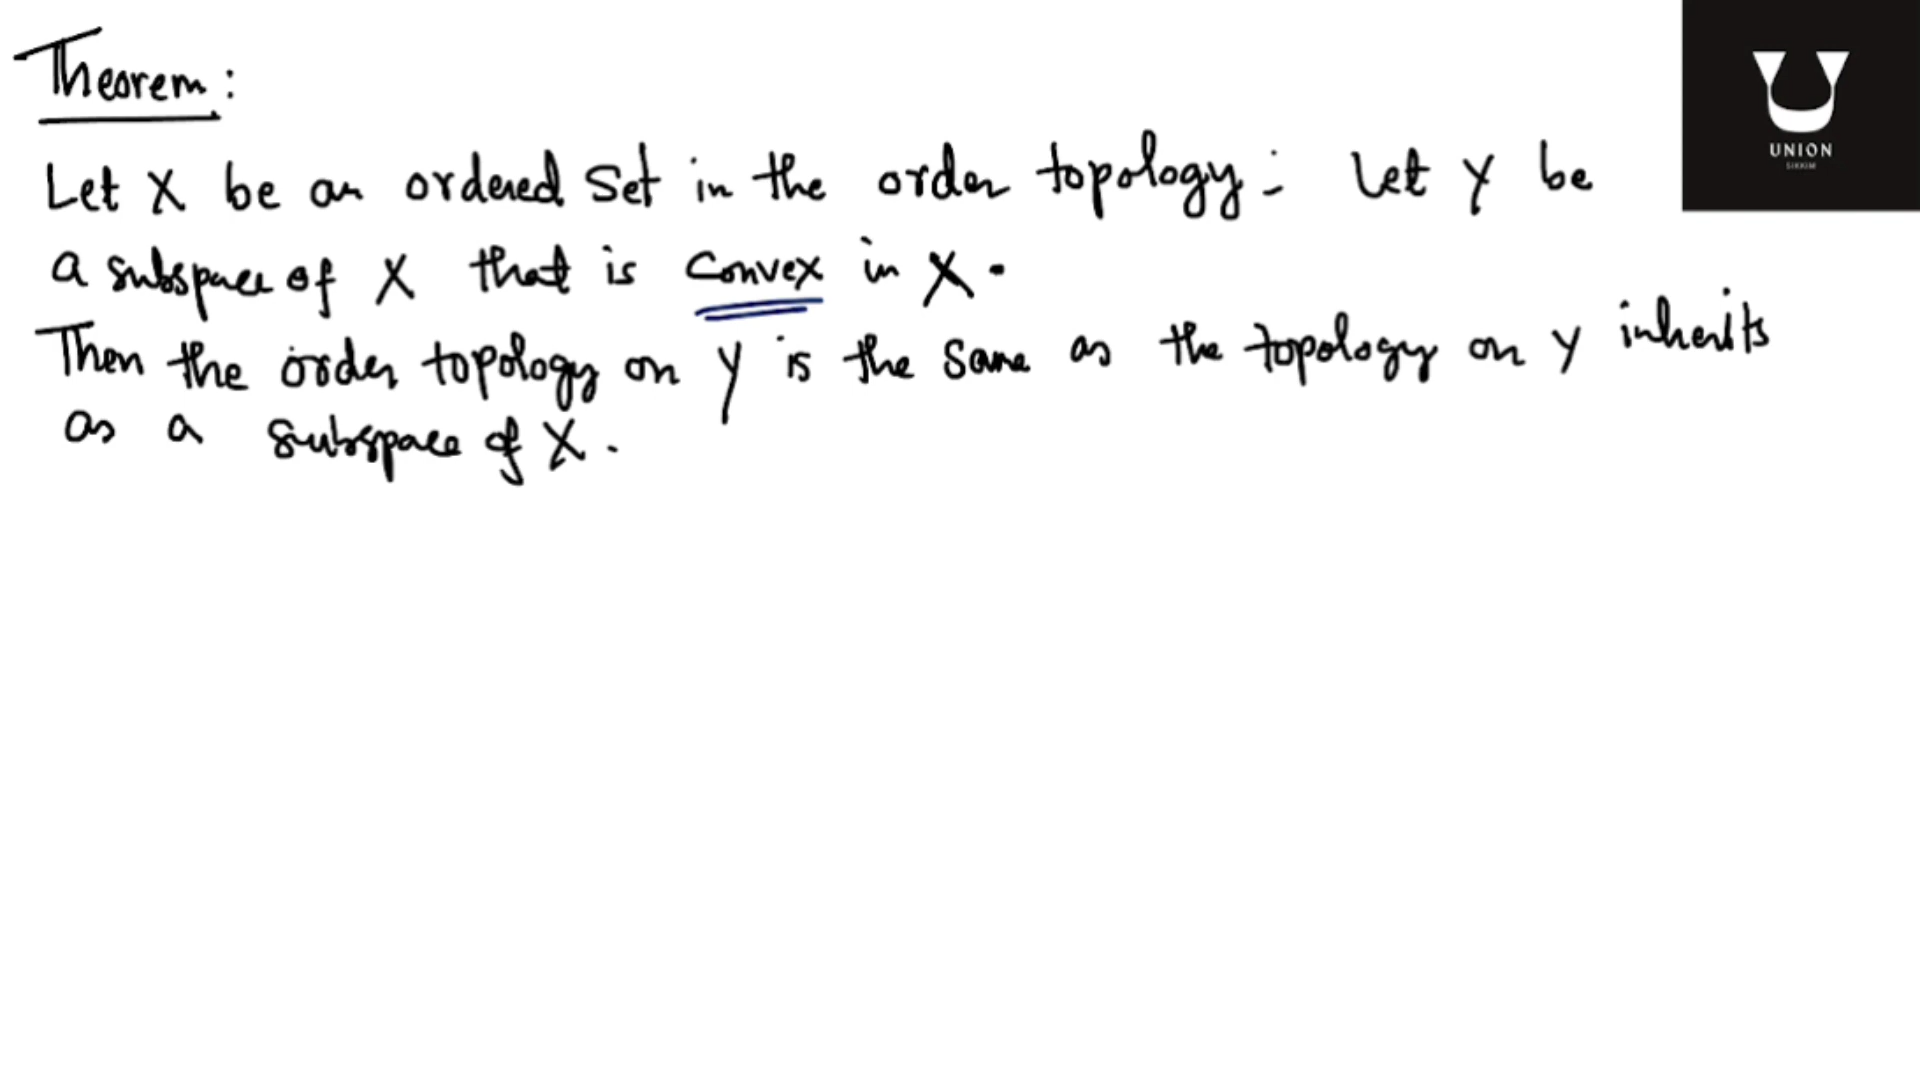 Theorem:
Let X be an ordered set in the order topology. Let Y be
a subspace of X that is convex in X.
Then the order topology on Y is the same as the topology on Y inherits
as a subspace of X.
UNION
SIKKIM